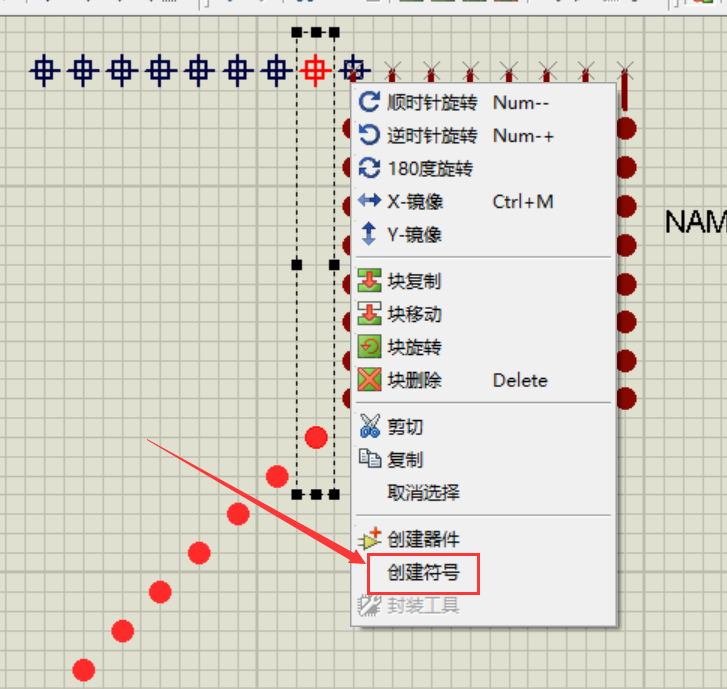 顺时针旋转 Num--
逆时针旋转 Num-+
180度旋转
X-镜像 Ctrl+M
Y-镜像
NAM
块复制
块移动
块旋转
块删除 Delete
剪切
复制
取消选择
创建器件
创建符号
封装工具